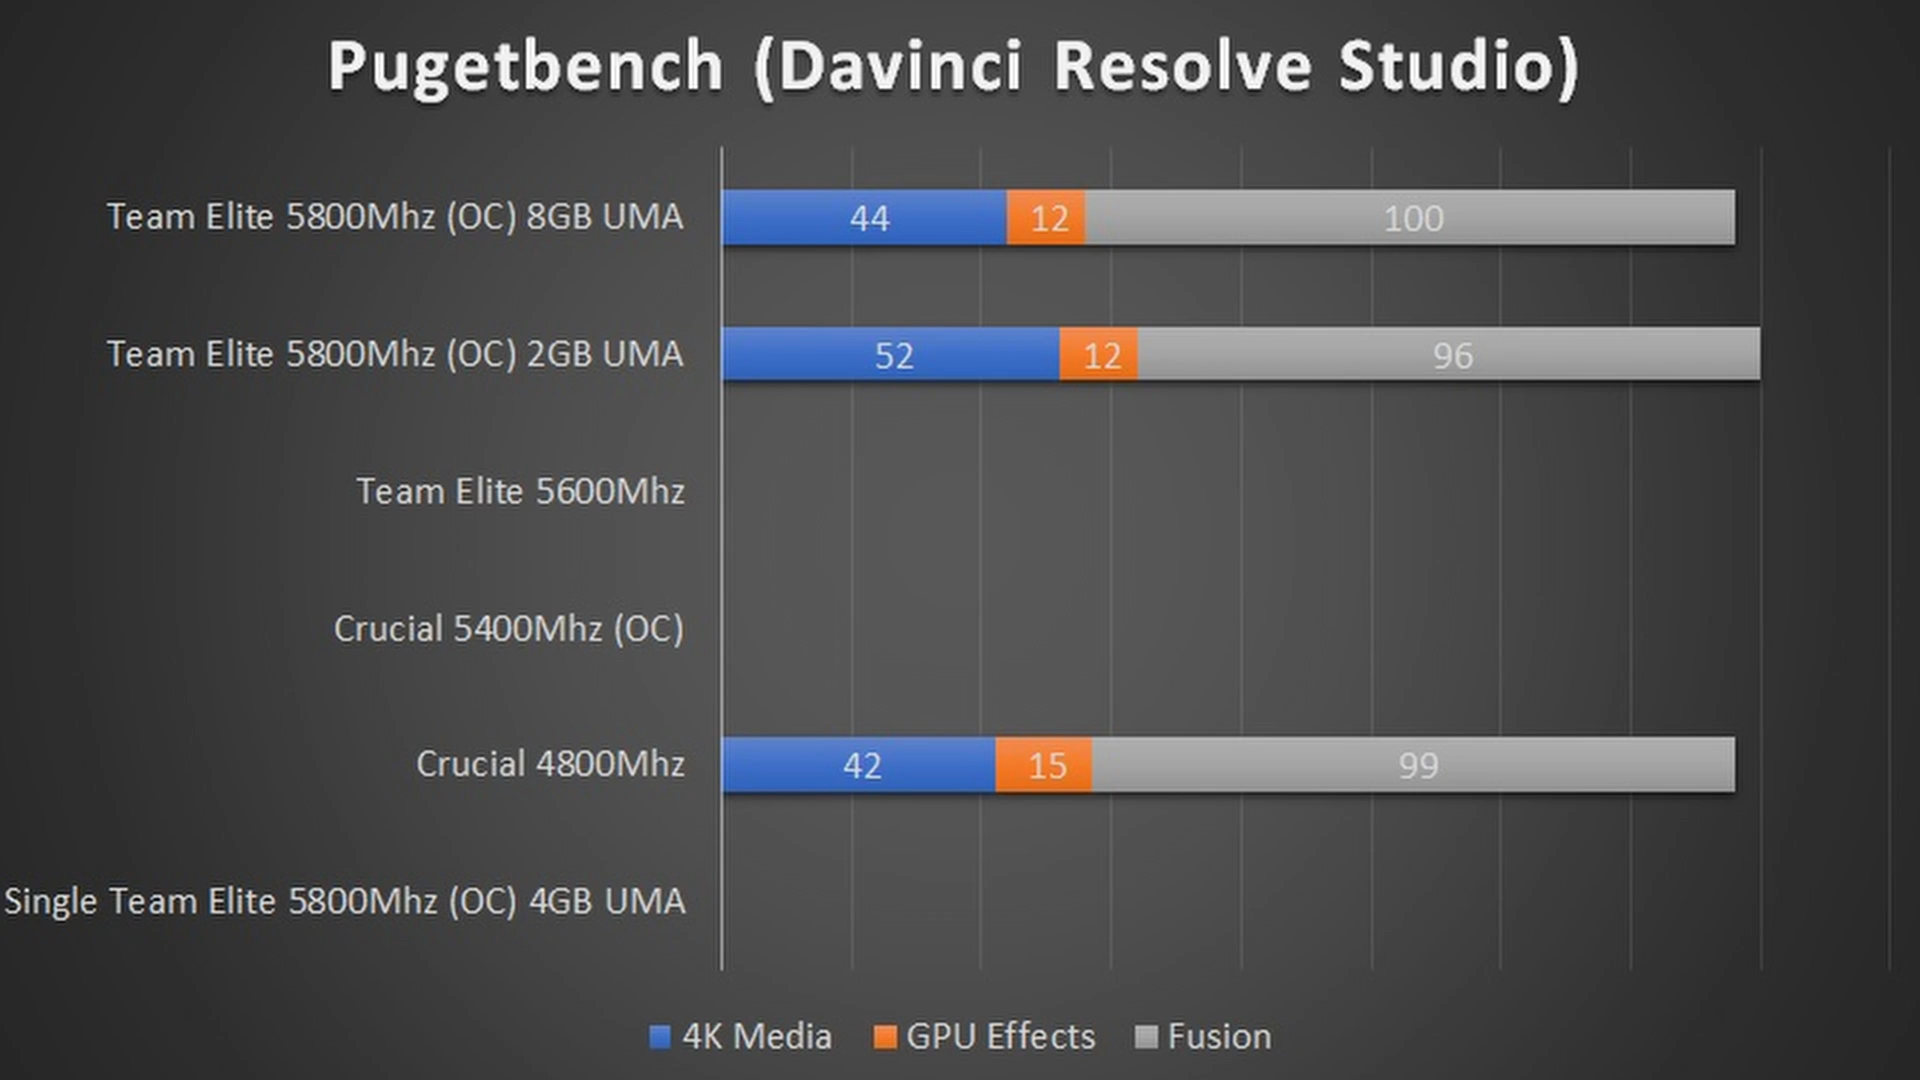 Pugetbench (Davinci Resolve Studio)
Team Elite 5800Mhz (OC) 8GB UMA
44 12 100
Team Elite 5800Mhz (OC) 2GB UMA
52 12 96
Team Elite 5600Mhz
Crucial 5400Mhz (OC)
Crucial 4800Mhz
42 15 99
Single Team Elite 5800Mhz (OC) 4GB UMA
4K Media GPU Effects Fusion